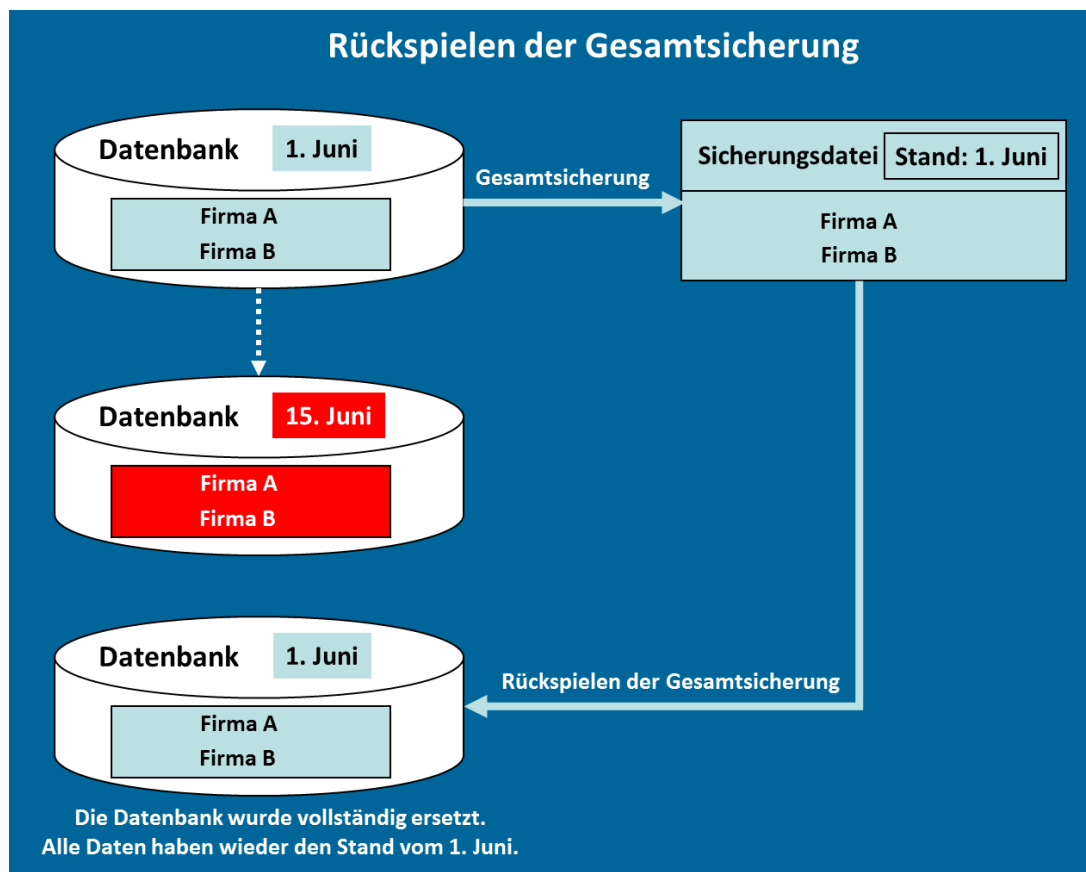 Rückspielen der Gesamtsicherung
Datenbank 1. Juni
Firma A
Firma B
Gesamtsicherung
Sicherungsdatei Stand: 1. Juni
Firma A
Firma B
Datenbank 15. Juni
Firma A
Firma B
Datenbank 1. Juni
Firma A
Firma B
Rückspielen der Gesamtsicherung
Die Datenbank wurde vollständig ersetzt.
Alle Daten haben wieder den Stand vom 1. Juni.